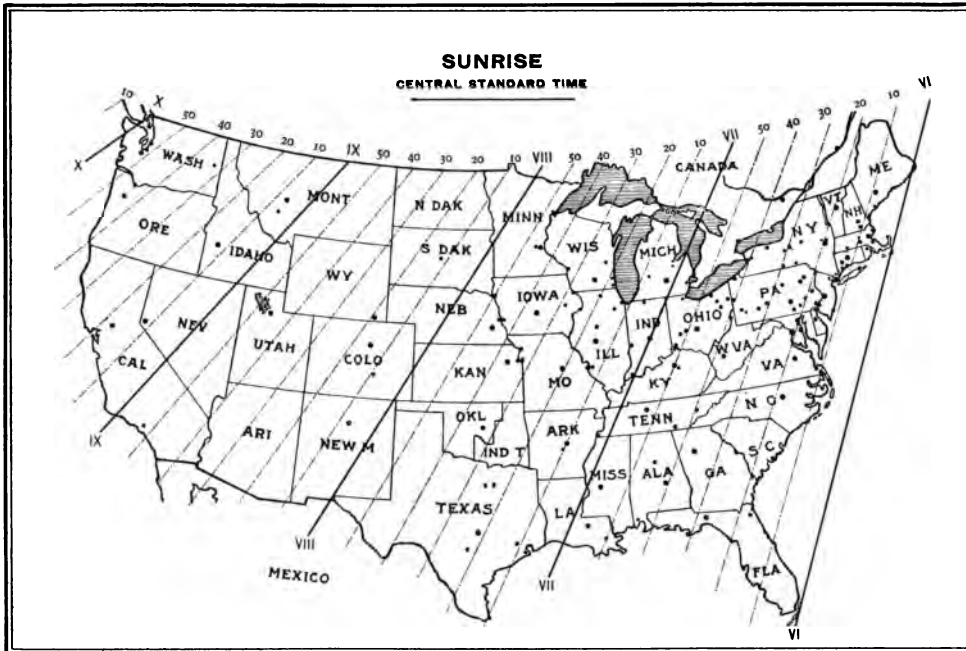 SUNRISE
CENTRAL STANDARD TIME
10 X 50 40 30 20 10 IX 50 40 30 20 10 VIII 50 40 30 20 10 VII 50 40 30 20 10 VI
X
CANADA
WASH
MONT
N DAK
MINN
ME
VT
NH
ORE
IDAHO
S DAK
WIS
MICH
NY
WY
IOWA
PA
NEV
NEB
OHIO
IND
UTAH
COLO
ILL
W VA
CAL
KAN
MO
KY
VA
IX
ARI
NEW M
OKL
IND T
ARK
TENN
N C
S C
MISS
ALA
GA
TEXAS
LA
VIII
MEXICO
VII
FLA
VI